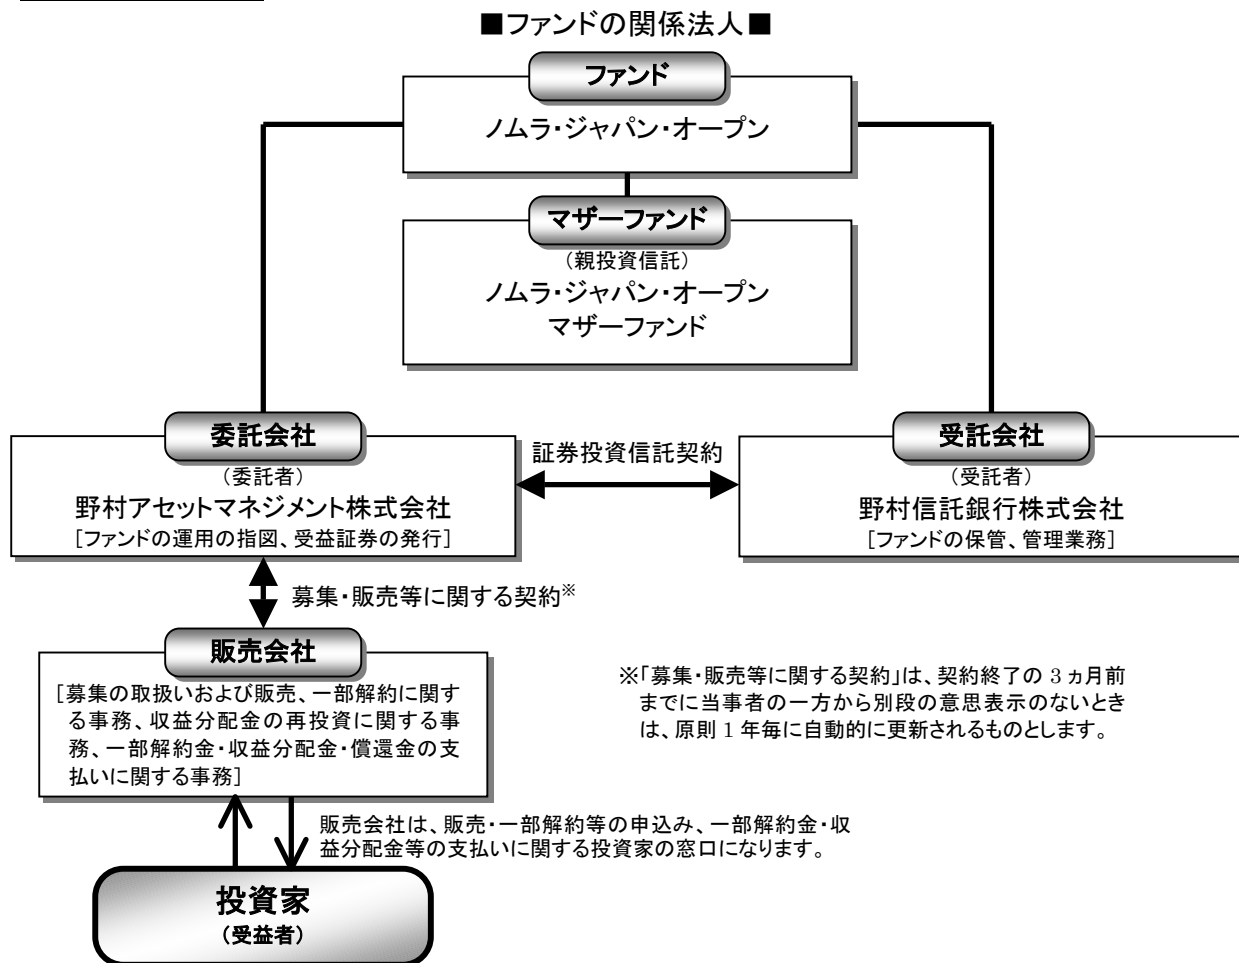 ■ファンドの関係法人■
ファンド
ノムラ・ジャパン・オープン
マザーファンド
（親投資信託）
ノムラ・ジャパン・オープン
マザーファンド
委託会社
（委託者）
野村アセットマネジメント株式会社
［ファンドの運用の指図、受益証券の発行］
証券投資信託契約
受託会社
（受託者）
野村信託銀行株式会社
［ファンドの保管、管理業務］
募集・販売等に関する契約※
販売会社
［募集の取扱いおよび販売、一部解約に関す
る事務、収益分配金の再投資に関する事
務、一部解約金・収益分配金・償還金の支
払いに関する事務］
※「募集・販売等に関する契約」は、契約終了の 3 ヵ月前
までに当事者の一方から別段の意思表示のないとき
は、原則 1 年毎に自動的に更新されるものとします。
販売会社は、販売・一部解約等の申込み、一部解約金・収
益分配金等の支払いに関する投資家の窓口になります。
投資家
（受益者）